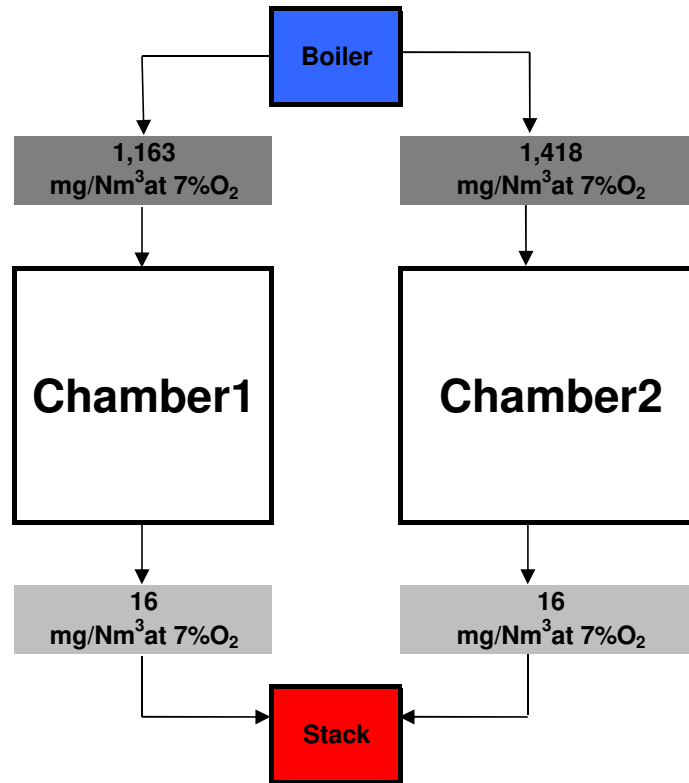 Boiler
1,163
mg/Nm³at 7%O₂
1,418
mg/Nm³at 7%O₂
Chamber1
Chamber2
16
mg/Nm³at 7%O₂
16
mg/Nm³at 7%O₂
Stack